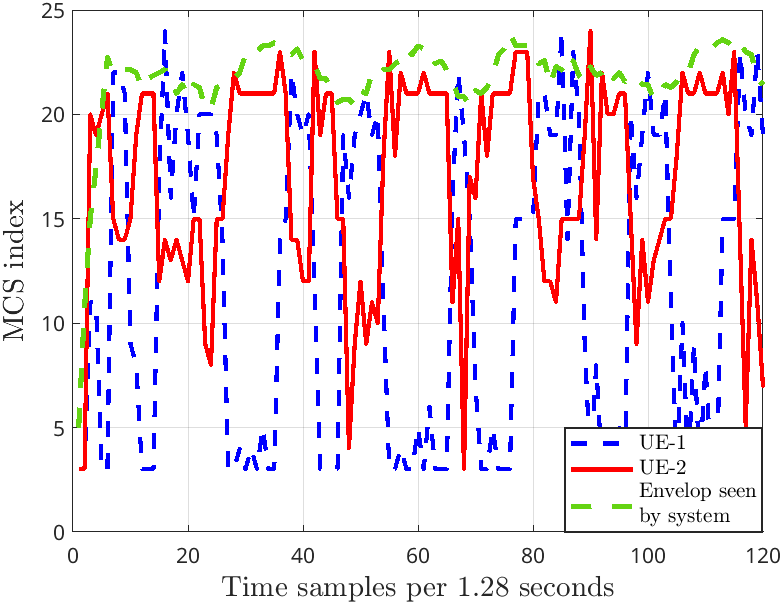 25
20
15
10
5
0
MCS index
0 20 40 60 80 100 120
Time samples per 1.28 seconds
UE-1
UE-2
Envelop seen
by system